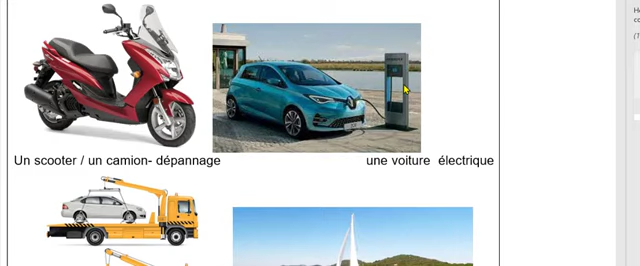 Un scooter / un camion- dépannage
une voiture électrique